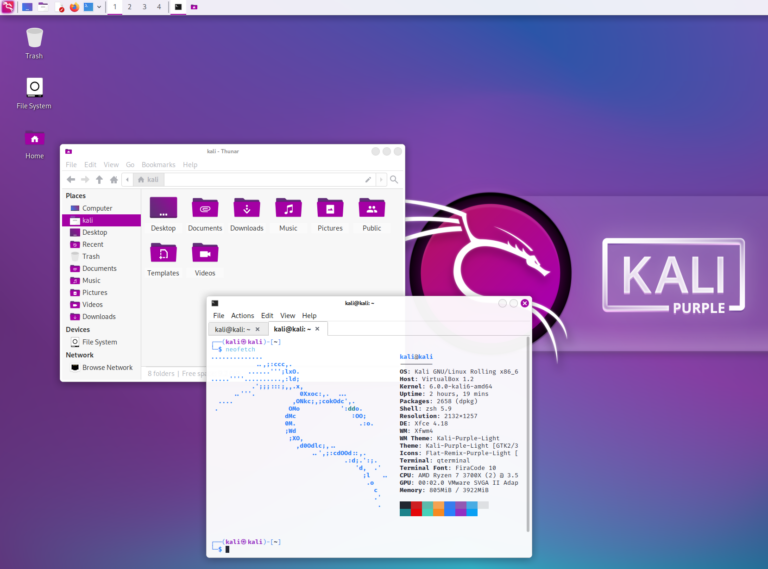 1 2 3 4
Trash
File System
Home
kali - Thunar
File Edit View Go Bookmarks Help
kali
Places
Computer
kali
Desktop
Recent
Trash
Documents
Music
Pictures
Videos
Downloads
Devices
File System
Network
Browse Network
Desktop Documents Downloads Music Pictures Public
Templates Videos
8 folders | Free
KALI
PURPLE
kali@kali: ~
File Actions Edit View Help
kali@kali: ~ × kali@kali: ~ ×
┌──(kali㉿kali)-[~]
└─$ neofetch
kali@kali
OS: Kali GNU/Linux Rolling x86_6
Host: VirtualBox 1.2
Kernel: 6.0.0-kali6-amd64
Uptime: 2 hours, 19 mins
Packages: 2658 (dpkg)
Shell: zsh 5.9
Resolution: 2132×1257
DE: Xfce 4.18
WM: Xfwm4
WM Theme: Kali-Purple-Light
Theme: Kali-Purple-Light [GTK2/3
Icons: Flat-Remix-Purple-Light [
Terminal: qterminal
Terminal Font: FiraCode 10
CPU: AMD Ryzen 7 3700X (2) @ 3.5
GPU: 00:02.0 VMware SVGA II Adap
Memory: 805MiB / 3922MiB
┌──(kali㉿kali)-[~]
└─$